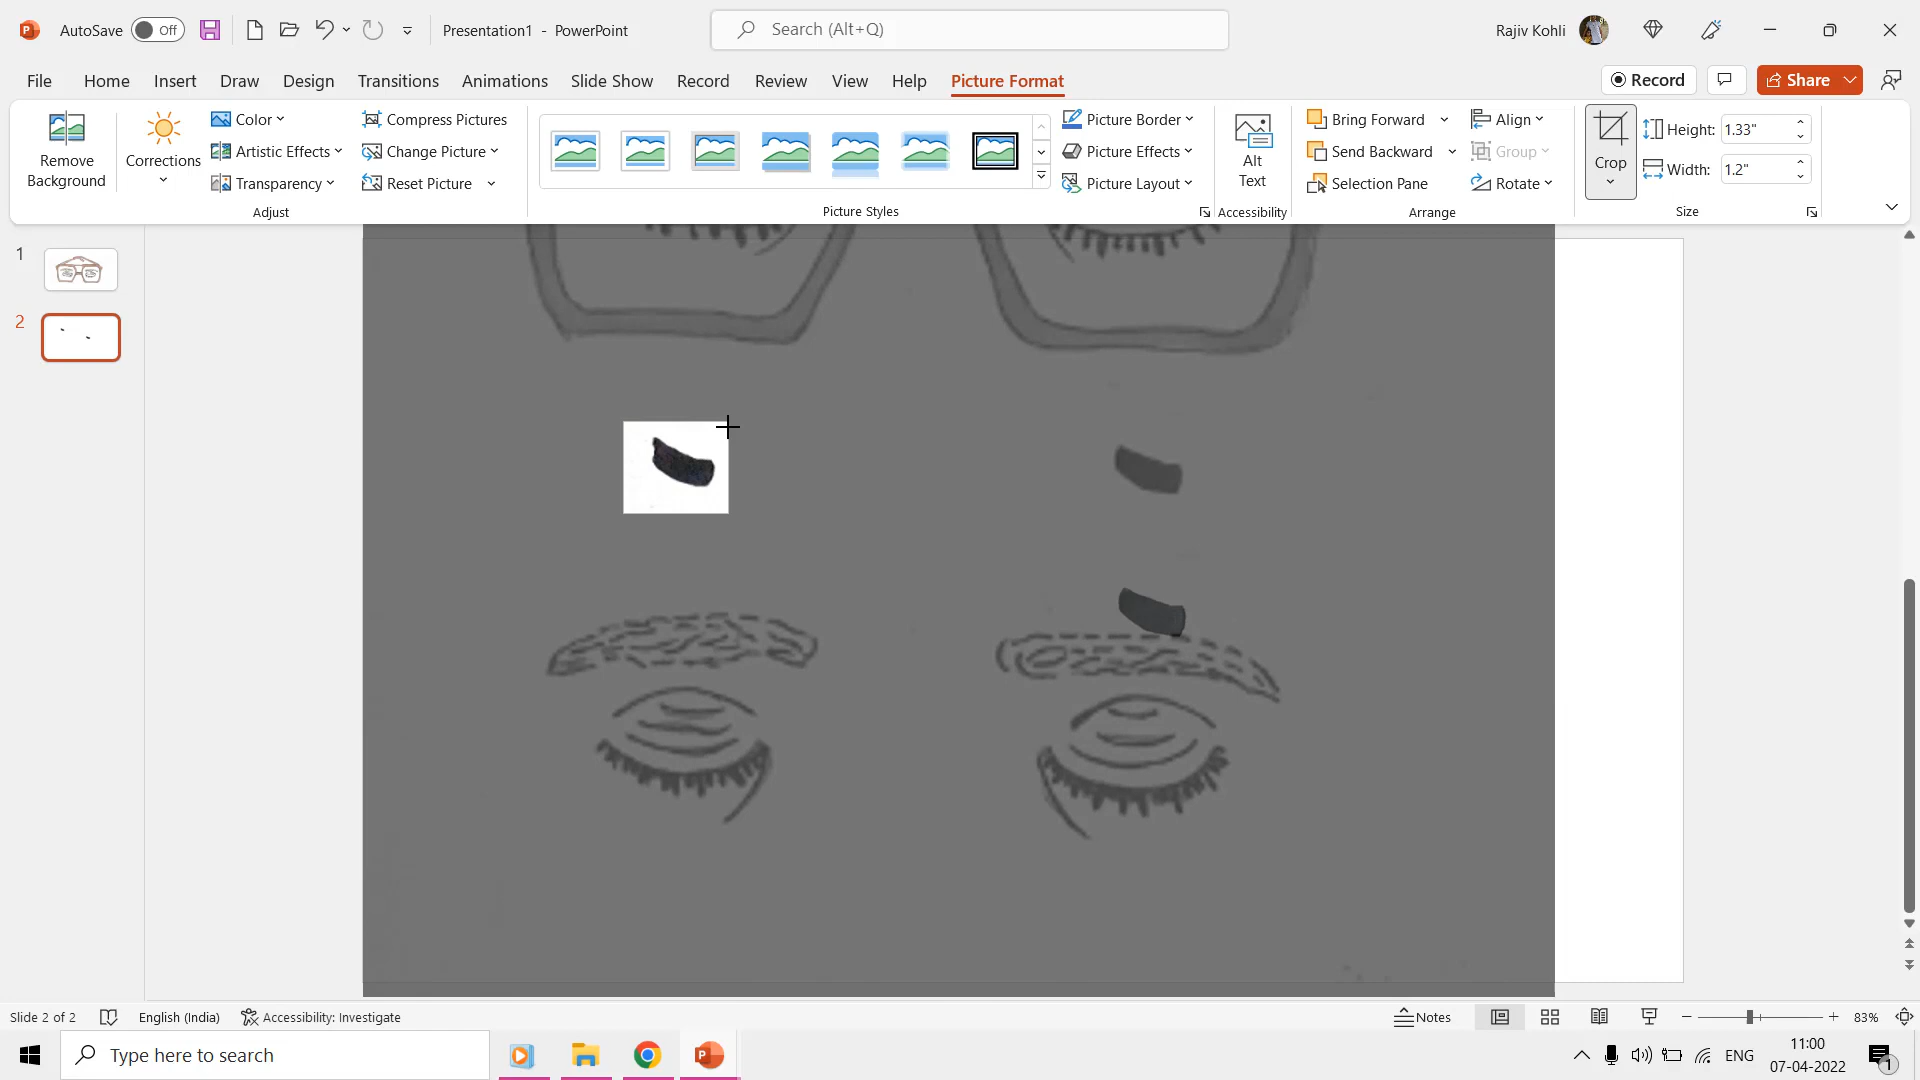 AutoSave Off Presentation1 - PowerPoint Search (Alt+Q) Rajiv Kohli
File Home Insert Draw Design Transitions Animations Slide Show Record Review View Help Picture Format Record Share
Remove Background
Corrections
Color
Artistic Effects
Transparency
Compress Pictures
Change Picture
Reset Picture
Adjust
Picture Styles
Picture Border
Picture Effects
Picture Layout
Alt Text
Accessibility
Bring Forward
Send Backward
Selection Pane
Align
Group
Rotate
Arrange
Crop
Height: 1.33"
Width: 1.2"
Size
1
2
Slide 2 of 2 English (India) Accessibility: Investigate Notes 83%
Type here to search ENG 11:00
07-04-2022
1